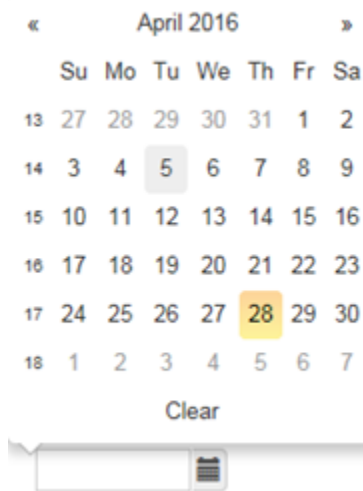 « April 2016 »
Su Mo Tu We Th Fr Sa
13 27 28 29 30 31 1 2
14 3 4 5 6 7 8 9
15 10 11 12 13 14 15 16
16 17 18 19 20 21 22 23
17 24 25 26 27 28 29 30
18 1 2 3 4 5 6 7
Clear